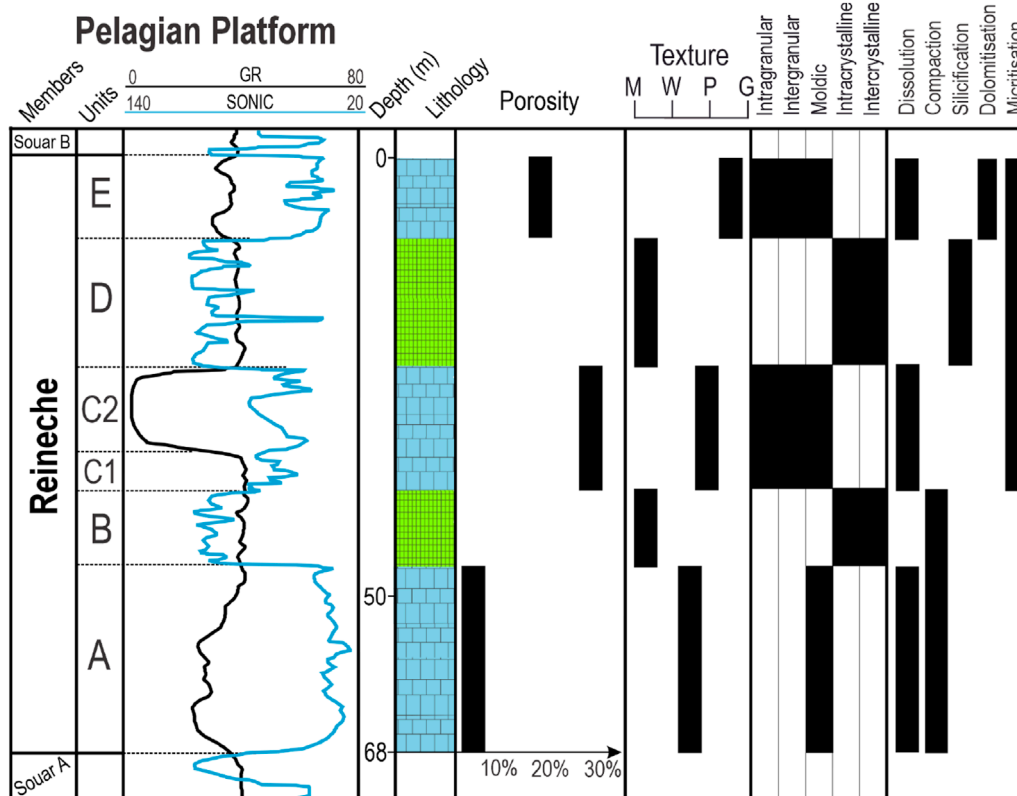 Pelagian Platform
Members
Units
0 GR 80
140 SONIC 20
Depth (m)
Lithology
Porosity
Texture
M W P G
Intragranular
Intergranular
Moldic
Intracrystalline
Intercrystalline
Dissolution
Compaction
Silicification
Dolomitisation
Micritisation
Souar B
0
E
D
C2
Reineche
C1
B
50
A
68
10% 20% 30%
Souar A